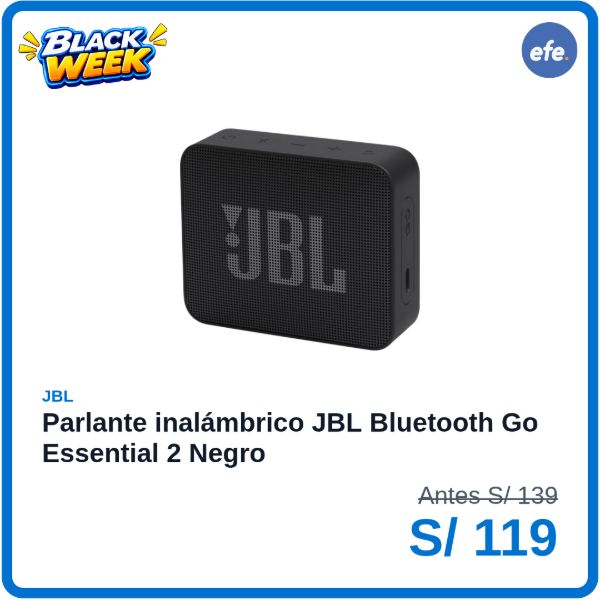 BLACK
WEEK
efe.
JBL
JBL
Parlante inalámbrico JBL Bluetooth Go
Essential 2 Negro
Antes S/ 139
S/ 119